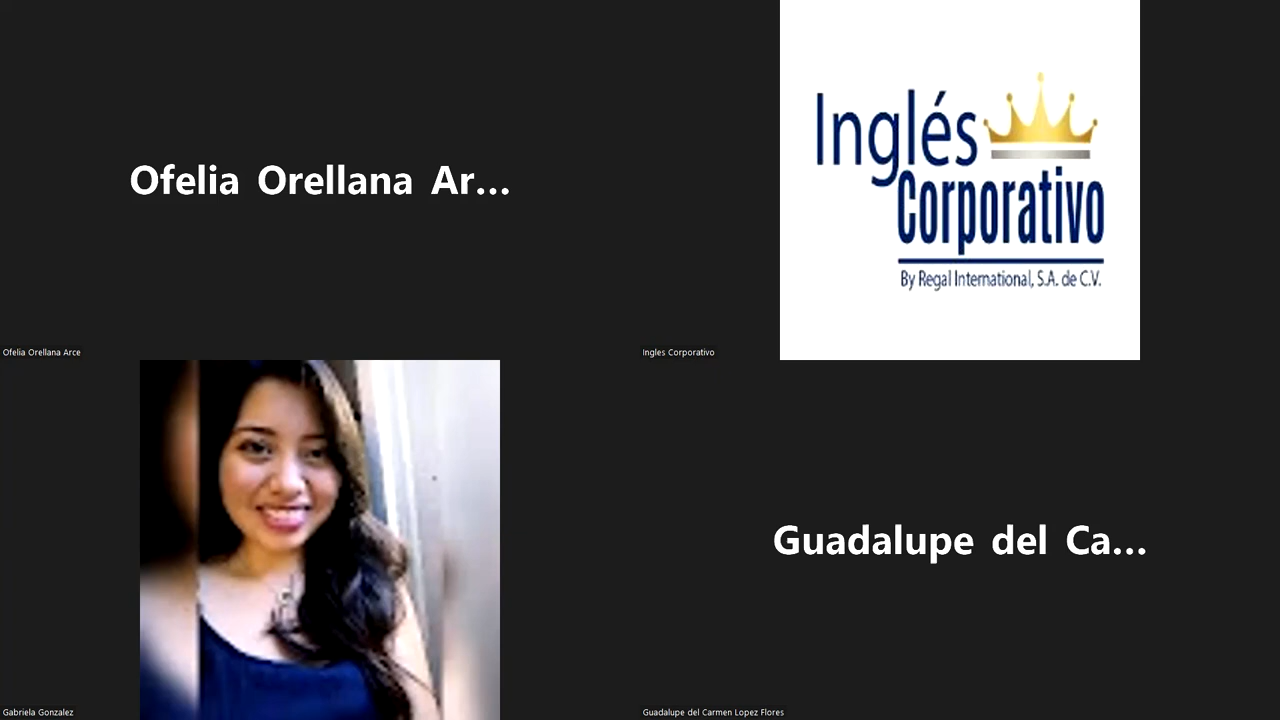 Ofelia Orellana Ar...
Ofelia Orellana Arce
Inglés
Corporativo
By Regal International, S.A. de C.V.
Ingles Corporativo
Gabriela Gonzalez
Guadalupe del Ca...
Guadalupe del Carmen Lopez Flores